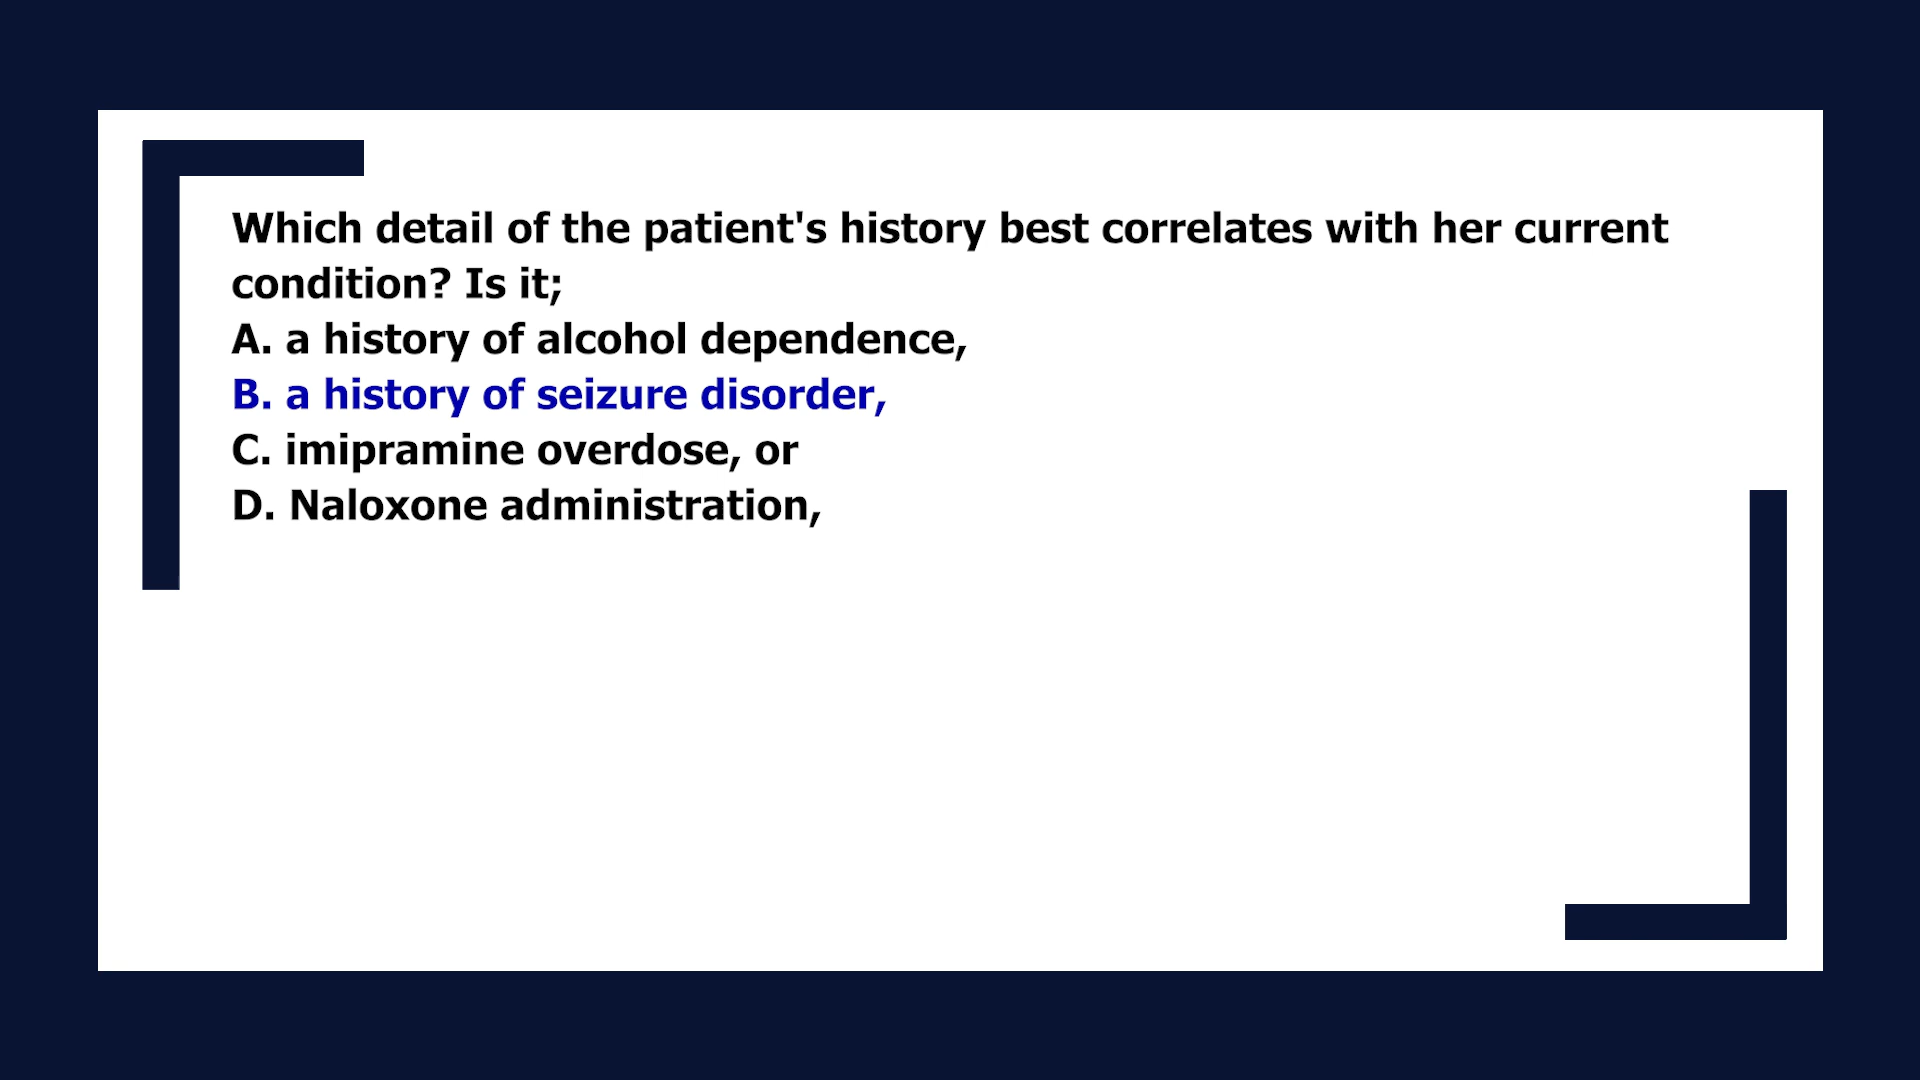 Which detail of the patient's history best correlates with her current
condition? Is it;
A. a history of alcohol dependence,
B. a history of seizure disorder,
C. imipramine overdose, or
D. Naloxone administration,